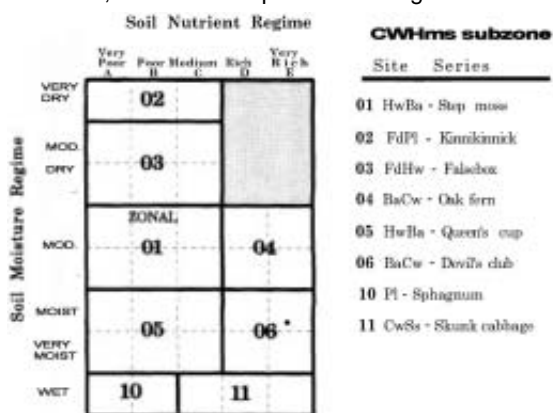 Soil Nutrient Regime
Very Poor A
Poor B
Medium C
Rich D
Very Rich E
Soil Moisture Regime
VERY DRY
MOD. DRY
MOD.
MOIST
VERY MOIST
WET
02
03
ZONAL
01
04
05
06 *
10
11
CWHms subzone
Site Series
01 HwBa - Step moss
02 FdPl - Kinnikinnick
03 FdHw - Falsebox
04 BaCw - Oak fern
05 HwBa - Queen's cup
06 BaCw - Devil's club
10 Pl - Sphagnum
11 CwSs - Skunk cabbage